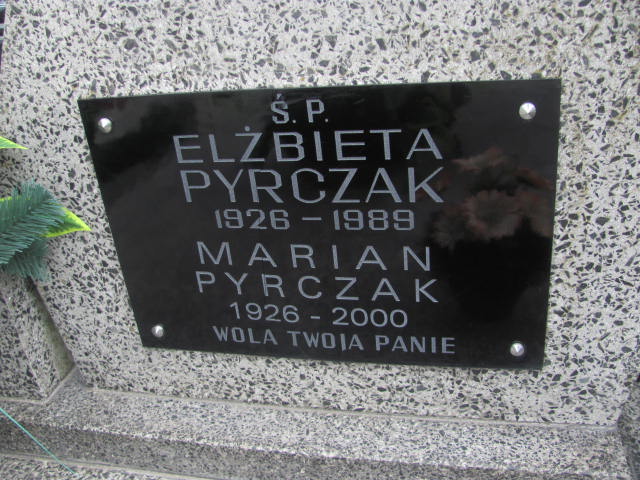 Ś.P.
ELŻBIETA
PYRCZAK
1926 - 1989
MARIAN
PYRCZAK
1926 - 2000
WOLA TWOJA PANIE